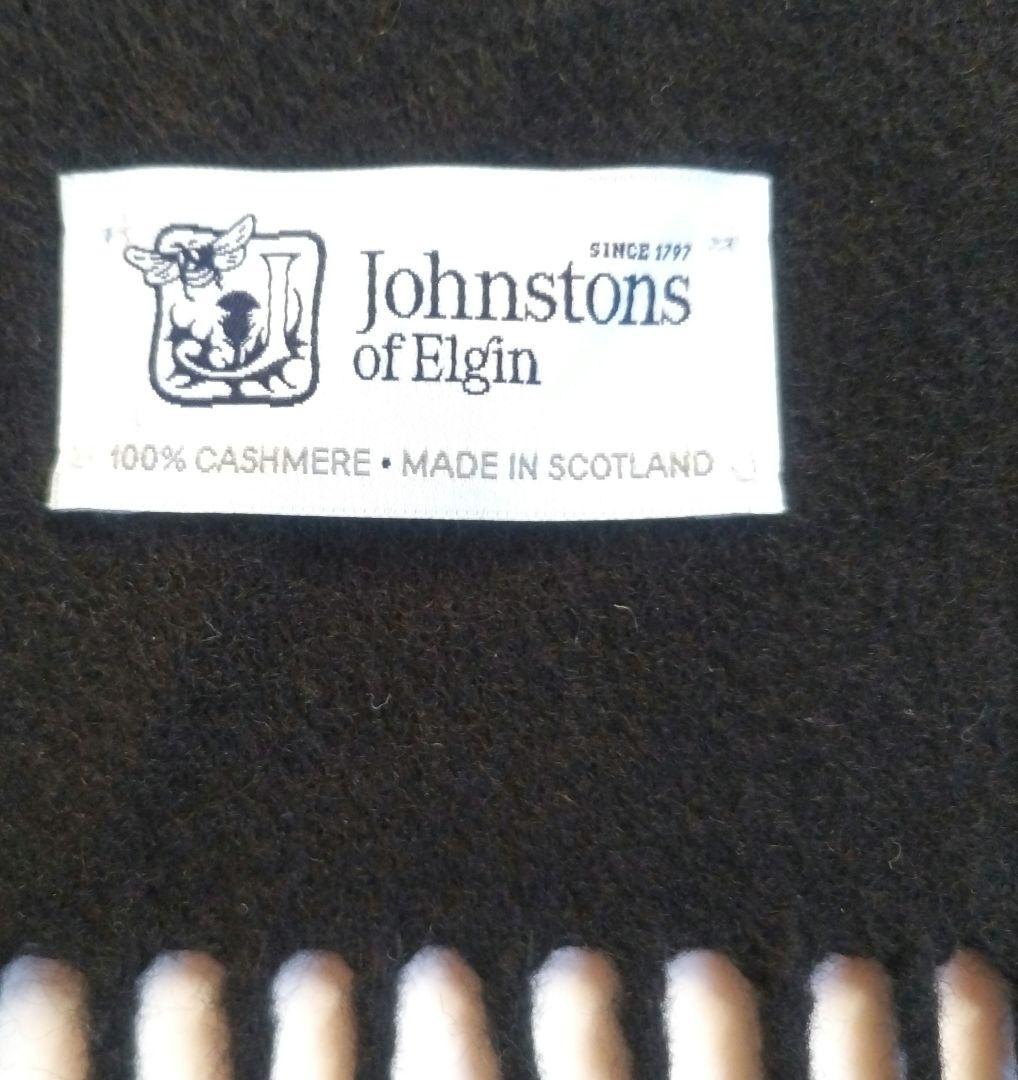 SINCE 1797
Johnstons
of Elgin
100% CASHMERE • MADE IN SCOTLAND